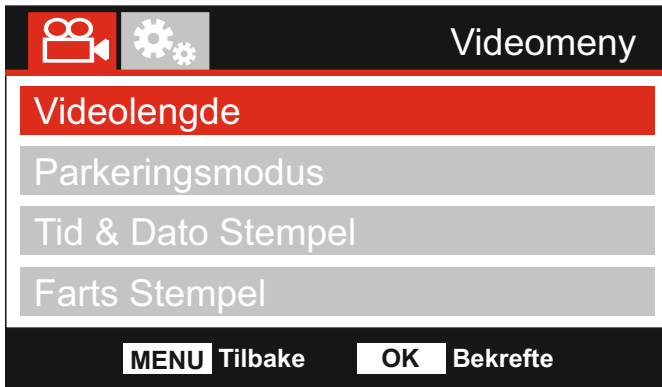 Videomeny
Videolengde
Parkeringsmodus
Tid & Dato Stempel
Farts Stempel
MENU Tilbake OK Bekrefte